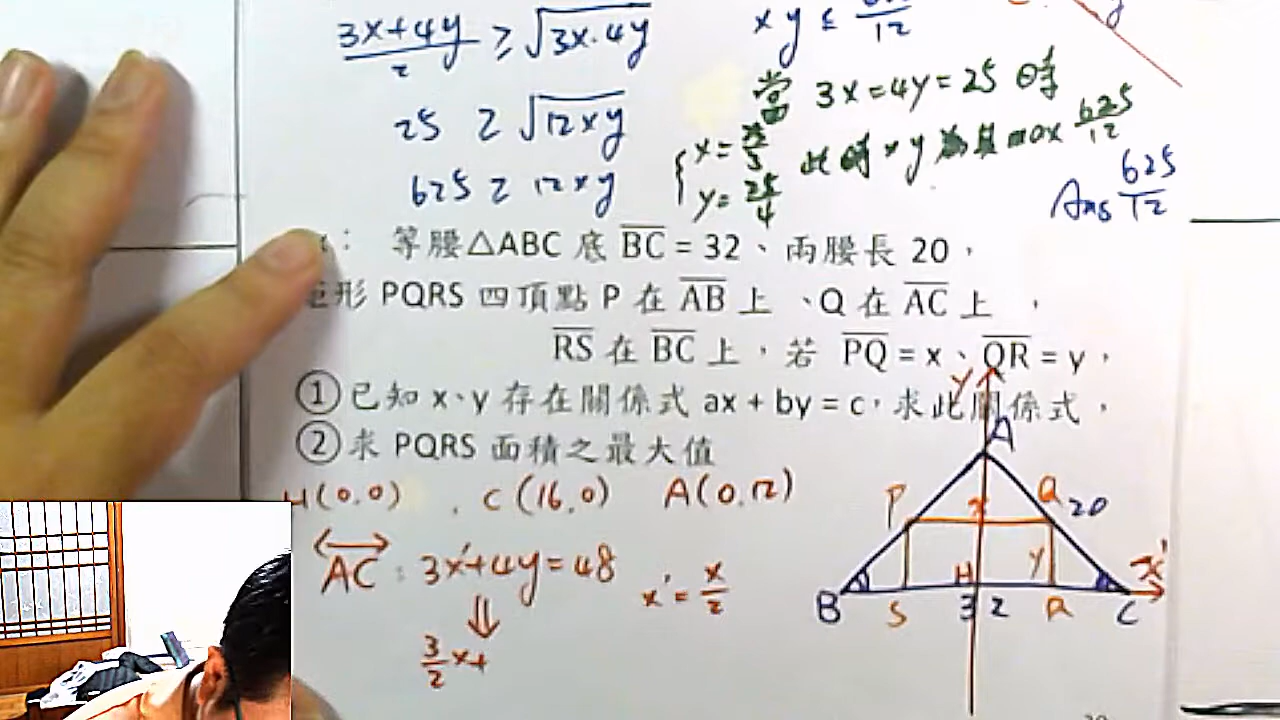 3x+4y/2 ≥ √3x·4y
xy ≤ /12
25 ≥ √12xy
625 ≥ 12xy
當 3x=4y=25 時
{ x=25/3
y=25/4
此時 xy 為其 max 625/12
Ans 625/12
: 等腰△ABC 底 BC = 32、兩腰長 20，
矩形 PQRS 四頂點 P 在 AB 上 、Q 在 AC 上 ，
RS 在 BC 上，若 PQ = x、QR = y，
①已知 x、y 存在關係式 ax + by = c，求此關係式，
②求 PQRS 面積之最大值
H(0,0) , C(16,0) A(0,12)
AC : 3x'+4y=48
x'=x/2
⇓
3/2 x+
y
A
P x Q 20
y x'
B S H 32 R C